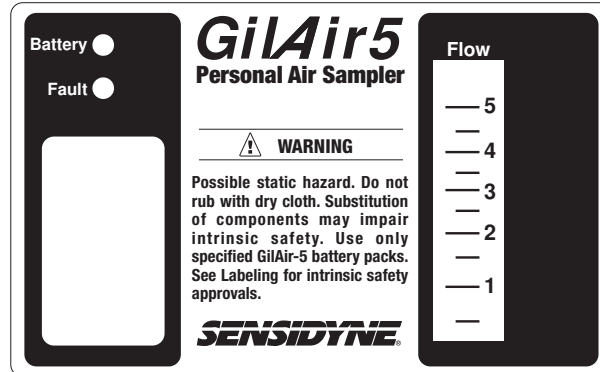 Battery
Fault
GilAir5
Personal Air Sampler
WARNING
Possible static hazard. Do not
rub with dry cloth. Substitution
of components may impair
intrinsic safety. Use only
specified GilAir-5 battery packs.
See Labeling for intrinsic safety
approvals.
SENSIDYNE®
Flow
5
4
3
2
1